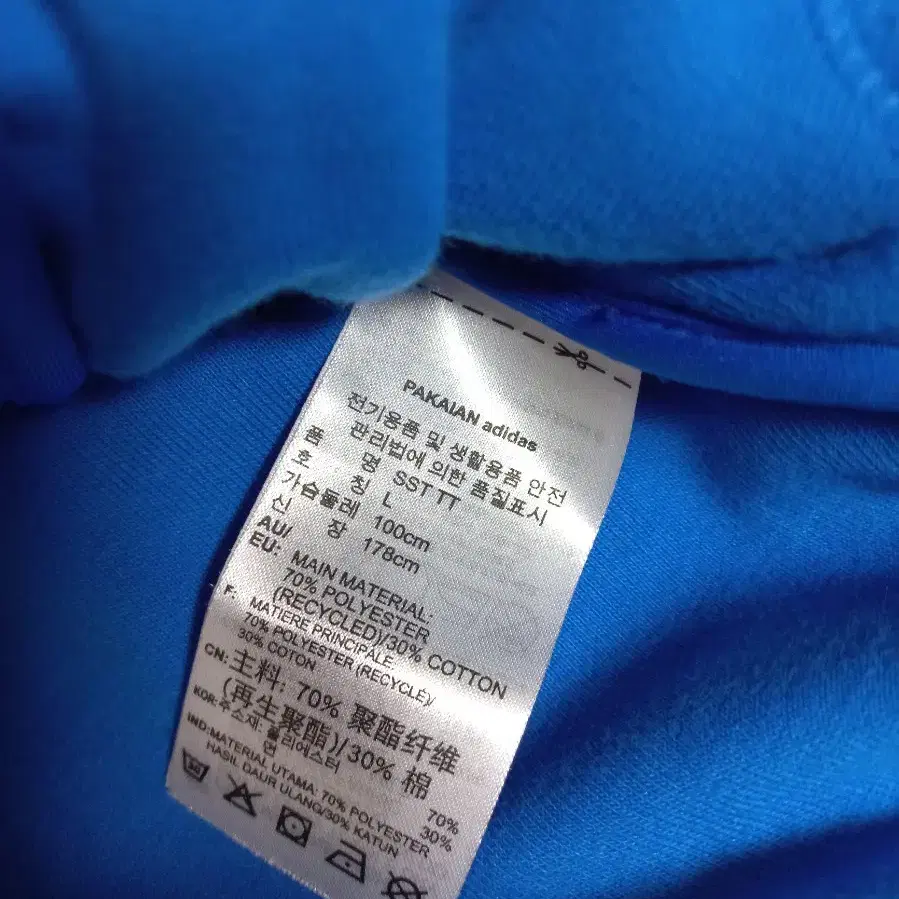 PAKAIAN adidas
전기용품 및 생활용품 안전
관리법에 의한 품질표시
품 명 SST TT
호 칭 L
가슴둘레 100cm
신 장 178cm
AU/
EU: MAIN MATERIAL:
70% POLYESTER
(RECYCLED)/30% COTTON
F: MATIERE PRINCIPALE:
70% POLYESTER (RECYCLÉ)/
30% COTON
CN: 主料: 70% 聚酯纤维
(再生聚酯)/30% 棉
KOR: 주소재: 폴리에스터 70%
면 30%
IND: MATERIAL UTAMA: 70% POLYESTER
HASIL DAUR ULANG/30% KATUN